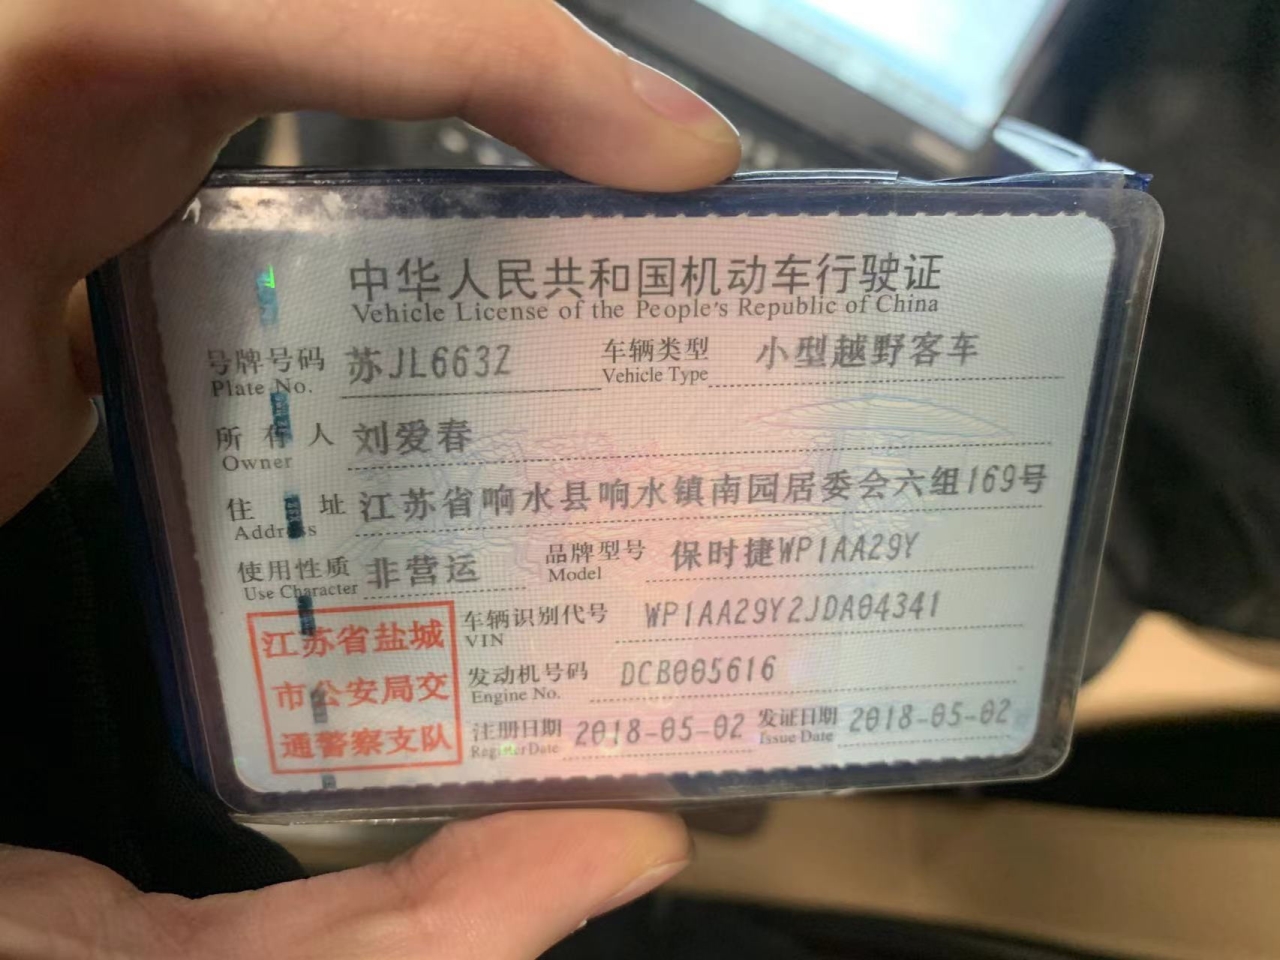 中华人民共和国机动车行驶证
Vehicle License of the People's Republic of China
号牌号码 苏JL663Z 车辆类型 小型越野客车
Plate No. Vehicle Type
所有人 刘爱春
Owner
住址 江苏省响水县响水镇南园居委会六组169号
Address
使用性质 非营运 品牌型号 保时捷WP1AA29Y
Use Character Model
江苏省盐城 车辆识别代号 WP1AA29Y2JDA04341
VIN
市公安局交 发动机号码 DCB005616
Engine No.
通警察支队 注册日期 2018-05-02 发证日期 2018-05-02
Register Date Issue Date